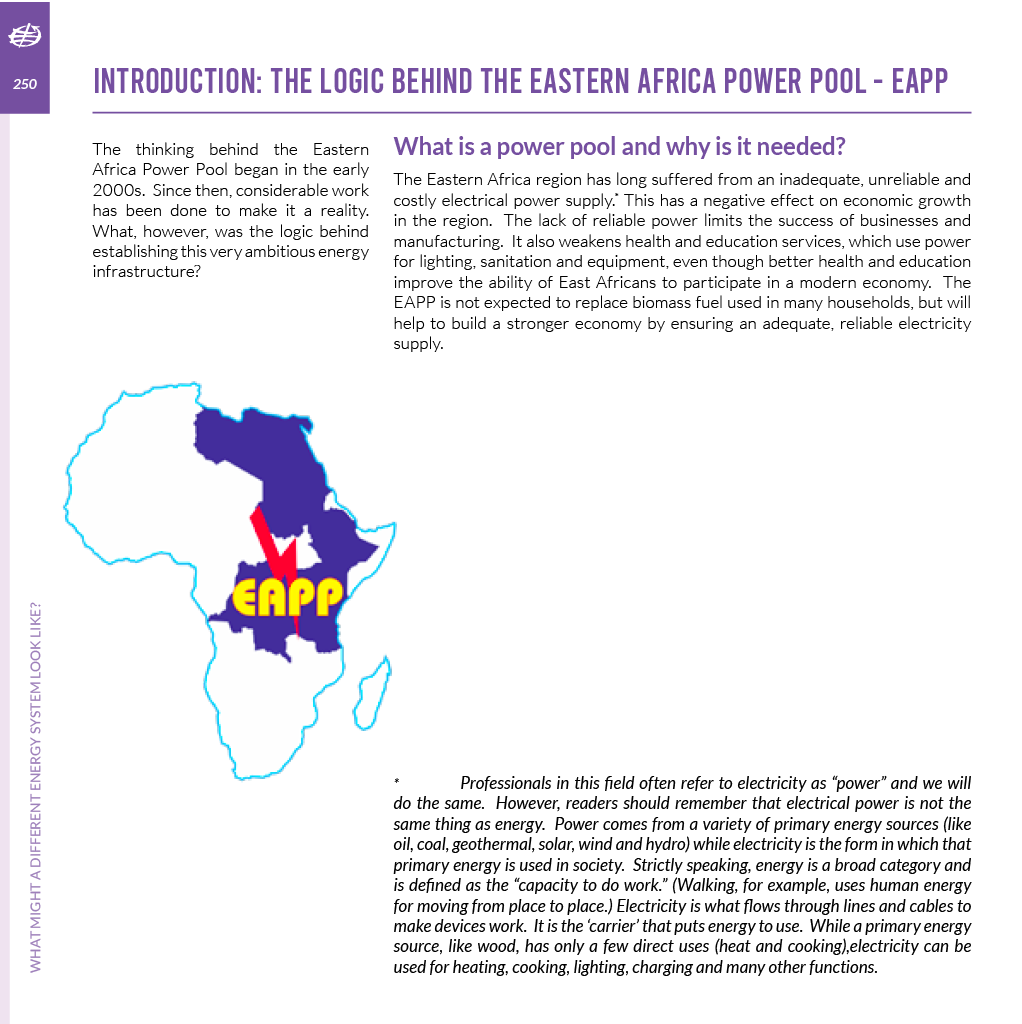 250
INTRODUCTION: THE LOGIC BEHIND THE EASTERN AFRICA POWER POOL - EAPP
The thinking behind the Eastern
Africa Power Pool began in the early
2000s. Since then, considerable work
has been done to make it a reality.
What, however, was the logic behind
establishing this very ambitious energy
infrastructure?
What is a power pool and why is it needed?
The Eastern Africa region has long suffered from an inadequate, unreliable and
costly electrical power supply.* This has a negative effect on economic growth
in the region. The lack of reliable power limits the success of businesses and
manufacturing. It also weakens health and education services, which use power
for lighting, sanitation and equipment, even though better health and education
improve the ability of East Africans to participate in a modern economy. The
EAPP is not expected to replace biomass fuel used in many households, but will
help to build a stronger economy by ensuring an adequate, reliable electricity
supply.
EAPP
* Professionals in this field often refer to electricity as “power” and we will
do the same. However, readers should remember that electrical power is not the
same thing as energy. Power comes from a variety of primary energy sources (like
oil, coal, geothermal, solar, wind and hydro) while electricity is the form in which that
primary energy is used in society. Strictly speaking, energy is a broad category and
is defined as the “capacity to do work.” (Walking, for example, uses human energy
for moving from place to place.) Electricity is what flows through lines and cables to
make devices work. It is the ‘carrier’ that puts energy to use. While a primary energy
source, like wood, has only a few direct uses (heat and cooking),electricity can be
used for heating, cooking, lighting, charging and many other functions.
WHAT MIGHT A DIFFERENT ENERGY SYSTEM LOOK LIKE?